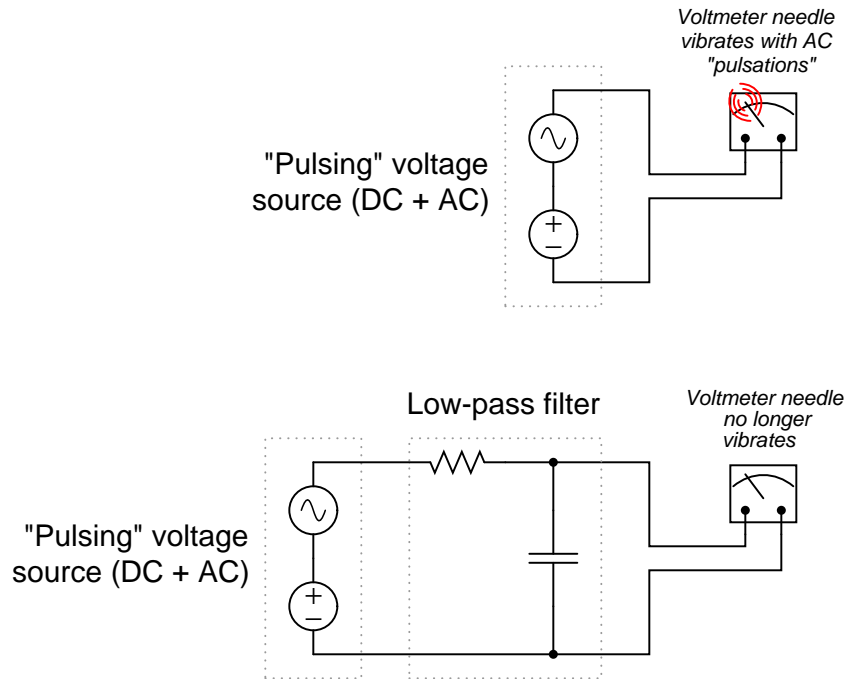 Voltmeter needle
vibrates with AC
"pulsations"
"Pulsing" voltage
source (DC + AC)
+
−
Low-pass filter
Voltmeter needle
no longer
vibrates
"Pulsing" voltage
source (DC + AC)
+
−